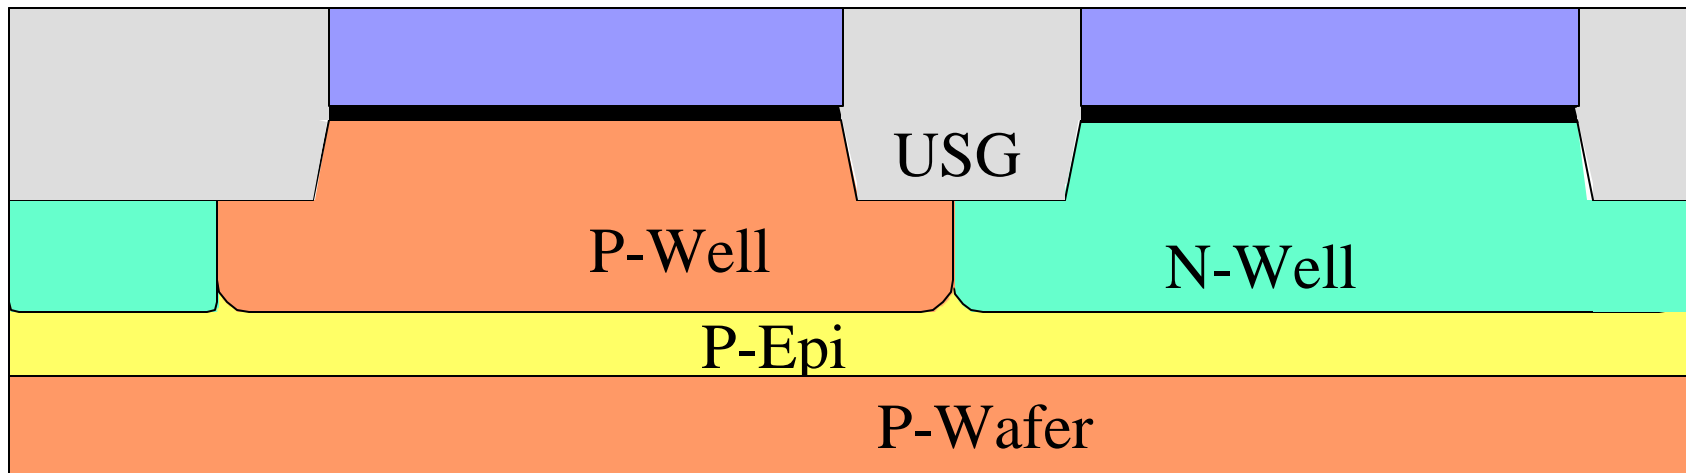 USG
P-Well
N-Well
P-Epi
P-Wafer